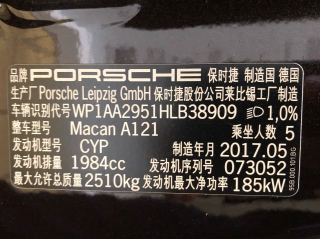 品牌 PORSCHE 保时捷 制造国 德国
生产厂 Porsche Leipzig GmbH 保时捷股份公司莱比锡工厂制造
车辆识别代号 WP1AA2951HLB38909 1,0%
整车型号 Macan A121 乘坐人数 5
发动机型号 CYP 制造年月 2017.05
发动机排量 1984cc 发动机号 073052
最大允许总质量 2510kg 发动机最大净功率 185kW